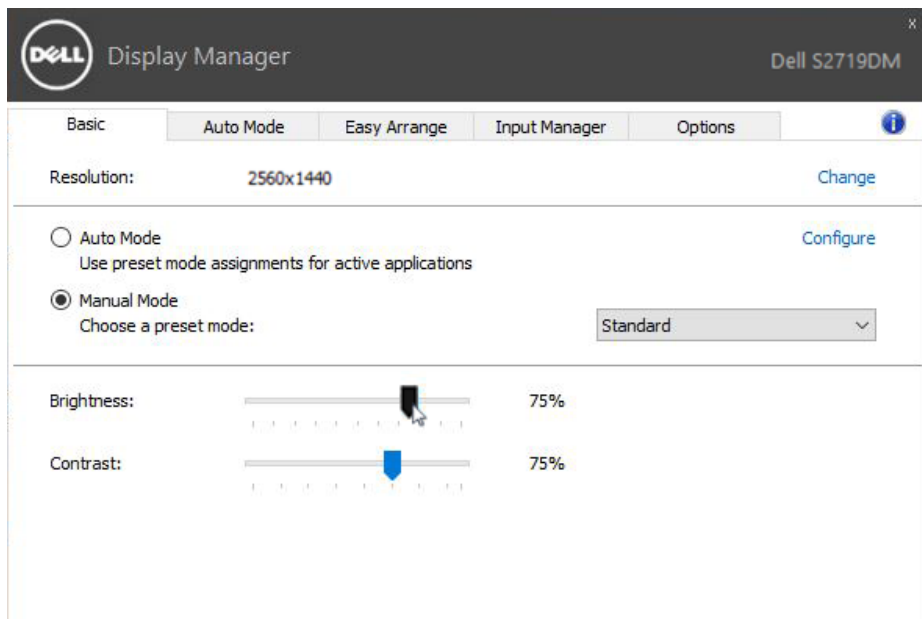 DELL Display Manager
x
Dell S2719DM
Basic Auto Mode Easy Arrange Input Manager Options i
Resolution: 2560x1440 Change
Auto Mode Configure
Use preset mode assignments for active applications
Manual Mode
Choose a preset mode: Standard
Brightness: 75%
Contrast: 75%